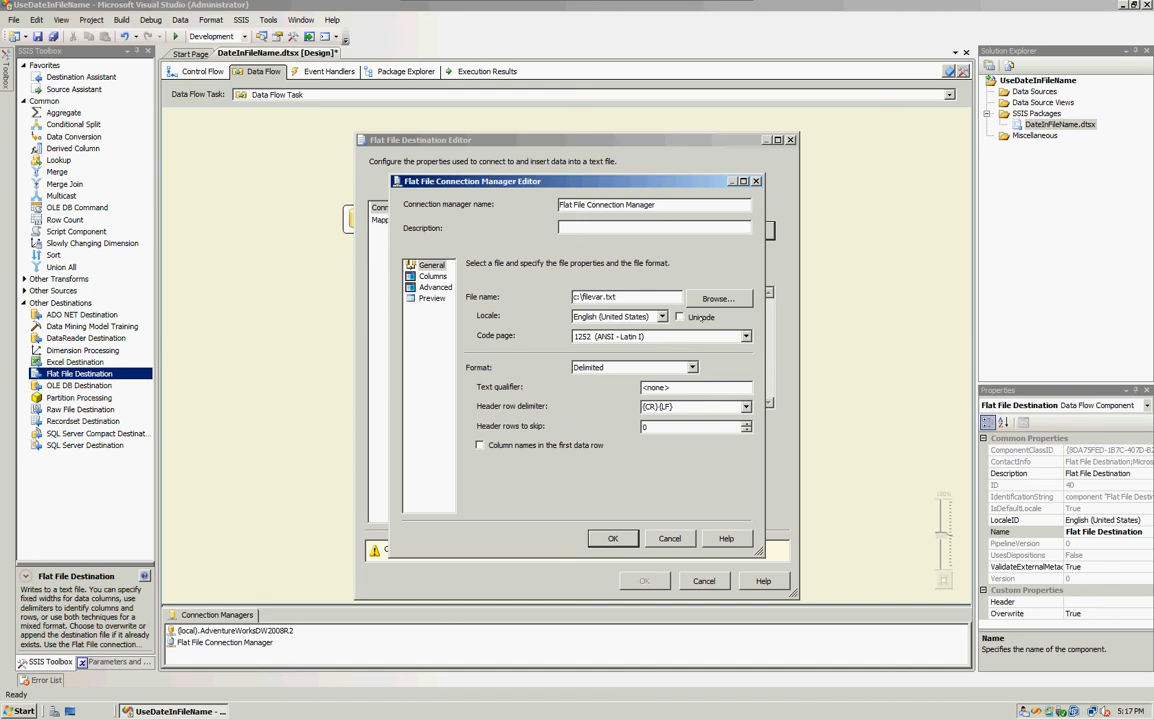 UseDateInFileName - Microsoft Visual Studio (Administrator)
File Edit View Project Build Debug Data Format SSIS Tools Window Help
Development
SSIS Toolbox
Toolbox
Favorites
Destination Assistant
Source Assistant
Common
Aggregate
Conditional Split
Data Conversion
Derived Column
Lookup
Merge
Merge Join
Multicast
OLE DB Command
Row Count
Script Component
Slowly Changing Dimension
Sort
Union All
Other Transforms
Other Sources
Other Destinations
ADO NET Destination
Data Mining Model Training
DataReader Destination
Dimension Processing
Excel Destination
Flat File Destination
OLE DB Destination
Partition Processing
Raw File Destination
Recordset Destination
SQL Server Compact Destinat...
SQL Server Destination
Flat File Destination
Writes to a text file. You can specify
fixed widths for data columns, use
delimiters to identify columns and
rows, or use both techniques for a
mixed format. Choose to overwrite or
append the destination file if it already
exists. Use the Flat File connection
SSIS Toolbox Parameters and ...
Error List
Ready
Start Page DateInFileName.dtsx [Design]*
Control Flow Data Flow Event Handlers Package Explorer Execution Results
Data Flow Task: Data Flow Task
Flat File Destination Editor
Configure the properties used to connect to and insert data into a text file.
Conn
Mapp
Flat File Connection Manager Editor
Connection manager name: Flat File Connection Manager
Description:
General
Columns
Advanced
Preview
Select a file and specify the file properties and the file format.
File name: c:\filevar.txt Browse...
Locale: English (United States) Unicode
Code page: 1252 (ANSI - Latin I)
Format: Delimited
Text qualifier: <none>
Header row delimiter: {CR}{LF}
Header rows to skip: 0
Column names in the first data row
OK Cancel Help
OK Cancel Help
100%
Connection Managers
(local).AdventureWorksDW2008R2
Flat File Connection Manager
Solution Explorer
UseDateInFileName
Data Sources
Data Source Views
SSIS Packages
DateInFileName.dtsx
Miscellaneous
Properties
Flat File Destination Data Flow Component
Common Properties
ComponentClassID {8DA75FED-1B7C-407D-B2
ContactInfo Flat File Destination;Micros
Description Flat File Destination
ID 40
IdentificationString component "Flat File Desti
IsDefaultLocale True
LocaleID English (United States)
Name Flat File Destination
PipelineVersion 0
UsesDispositions False
ValidateExternalMetac True
Version 0
Custom Properties
Header
Overwrite True
Name
Specifies the name of the component.
Start UseDateInFileName - ... 5:17 PM